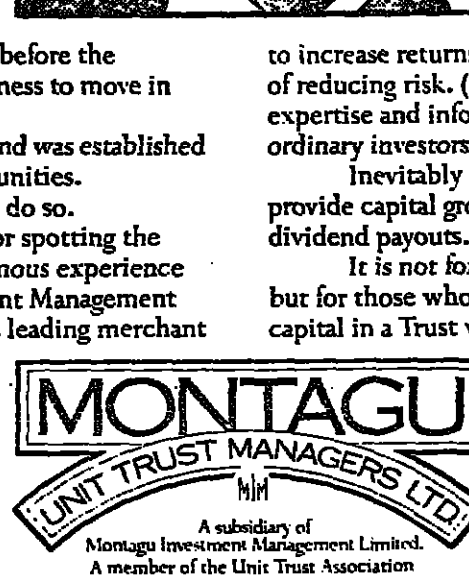 before the
ness to move in
nd was established
unities.
do so.
or spotting the
nous experience
nt Management
leading merchant
to increase returns
of reducing risk. (
expertise and info
ordinary investors
Inevitably
provide capital gro
dividend payouts.
It is not for
but for those who
capital in a Trust
MONTAGU
UNIT TRUST MANAGERS LTD.
MIM
A subsidiary of
Montagu Investment Management Limited.
A member of the Unit Trust Association